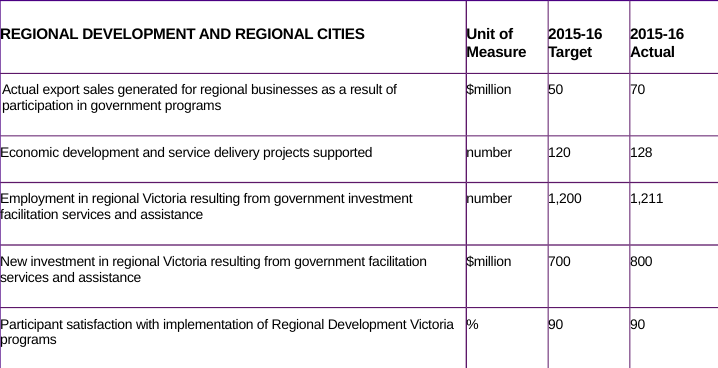 REGIONAL DEVELOPMENT AND REGIONAL CITIES Unit of Measure 2015-16 Target 2015-16 Actual
Actual export sales generated for regional businesses as a result of
participation in government programs $million 50 70
Economic development and service delivery projects supported number 120 128
Employment in regional Victoria resulting from government investment
facilitation services and assistance number 1,200 1,211
New investment in regional Victoria resulting from government facilitation
services and assistance $million 700 800
Participant satisfaction with implementation of Regional Development Victoria
programs % 90 90